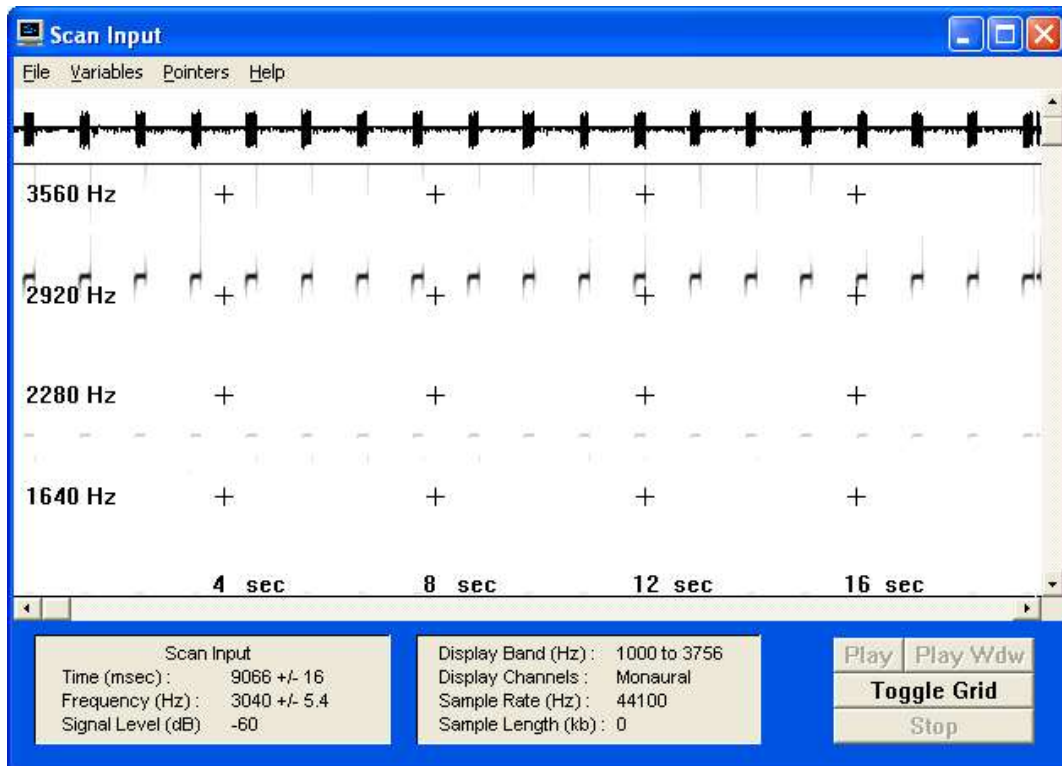 Scan Input
File Variables Pointers Help
3560 Hz
2920 Hz
2280 Hz
1640 Hz
4 sec 8 sec 12 sec 16 sec
Scan Input
Time (msec) : 9066 +/- 16
Frequency (Hz) : 3040 +/- 5.4
Signal Level (dB) -60
Display Band (Hz) : 1000 to 3756
Display Channels : Monaural
Sample Rate (Hz) : 44100
Sample Length (kb) : 0
Play Play Wdw
Toggle Grid
Stop